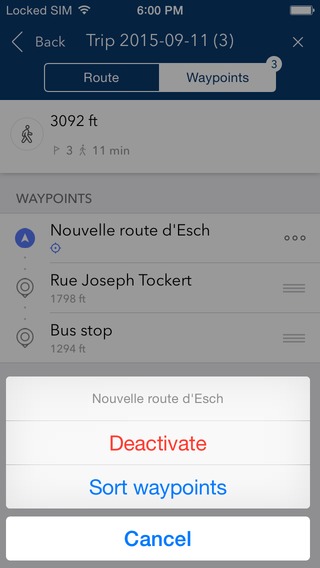 Locked SIM 6:00 PM
Back Trip 2015-09-11 (3)
Route Waypoints 3
3092 ft
3 11 min
WAYPOINTS
Nouvelle route d'Esch
Rue Joseph Tockert
1798 ft
Bus stop
1294 ft
Nouvelle route d'Esch
Deactivate
Sort waypoints
Cancel